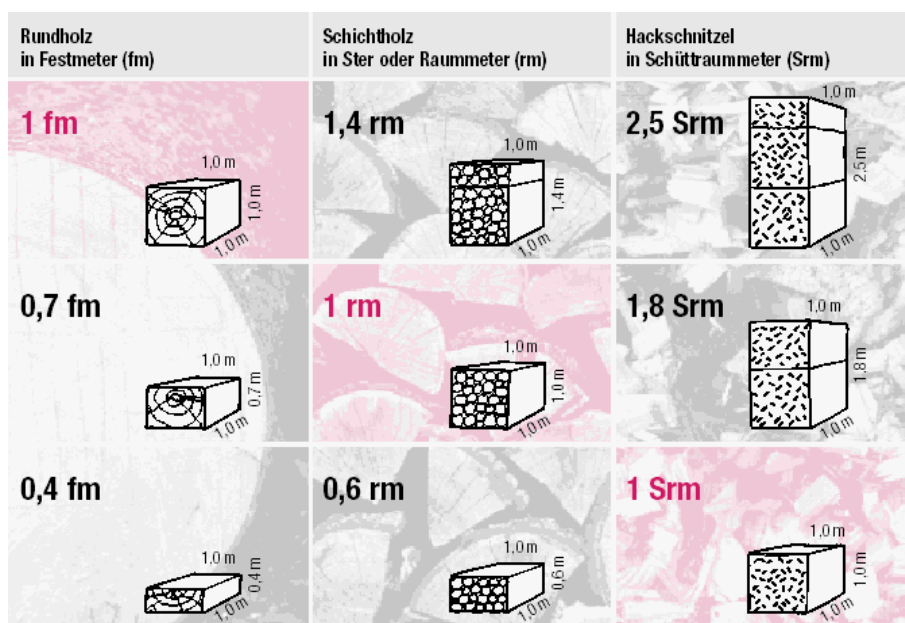 Rundholz
in Festmeter (fm)
Schichtholz
in Ster oder Raummeter (rm)
Hackschnitzel
in Schüttraummeter (Srm)
1 fm
1,0 m
1,0 m
1,0 m
1,4 rm
1,0 m
1,4 m
1,0 m
2,5 Srm
1,0 m
2,5 m
1,0 m
0,7 fm
1,0 m
0,7 m
1,0 m
1 rm
1,0 m
1,0 m
1,0 m
1,8 Srm
1,0 m
1,8 m
1,0 m
0,4 fm
1,0 m
0,4 m
1,0 m
0,6 rm
1,0 m
0,6 m
1,0 m
1 Srm
1,0 m
1,0 m
1,0 m